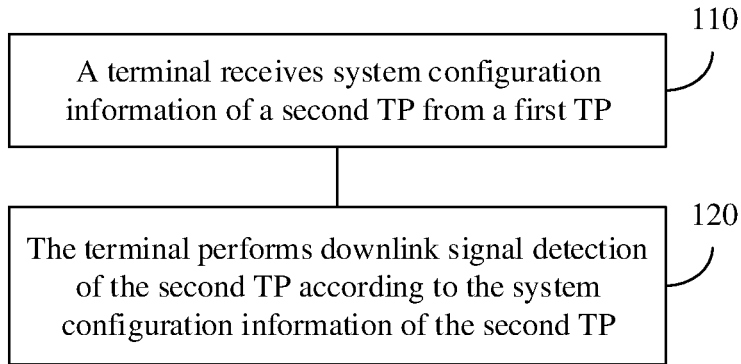 110
A terminal receives system configuration
information of a second TP from a first TP
120
The terminal performs downlink signal detection
of the second TP according to the system
configuration information of the second TP